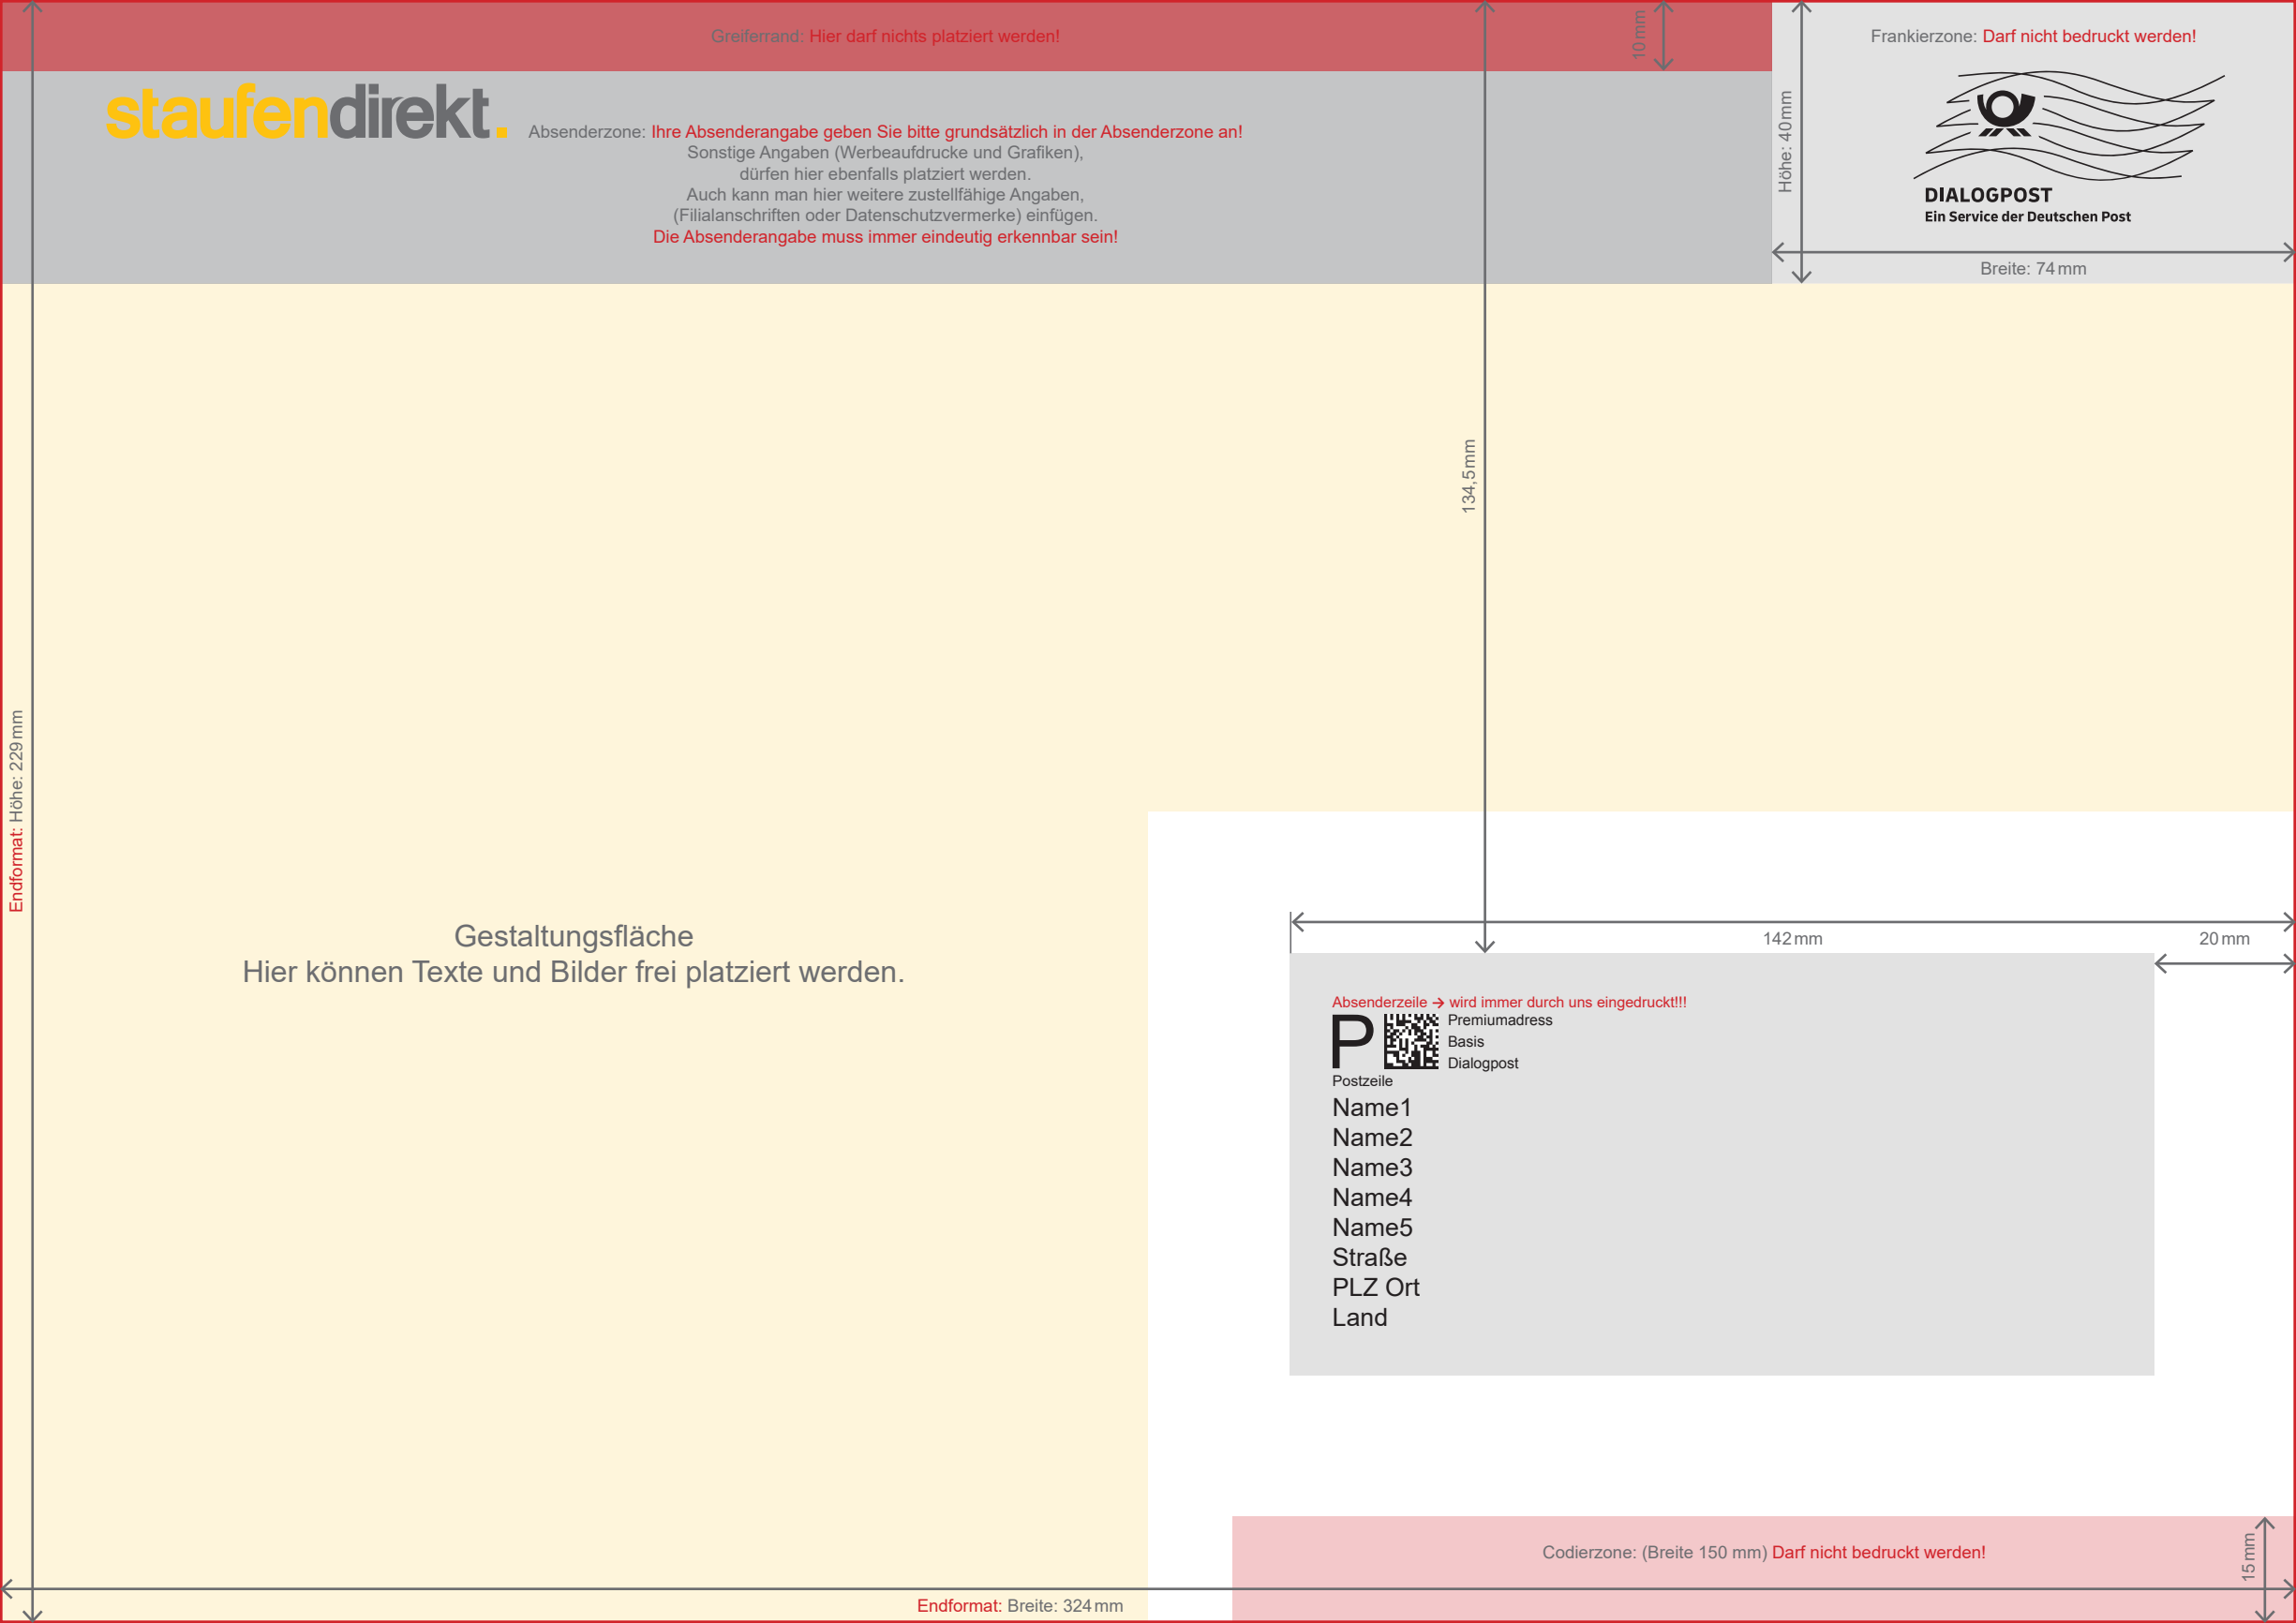 Greiferrand: Hier darf nichts platziert werden!
10 mm
Frankierzone: Darf nicht bedruckt werden!
staufendirekt.
Absenderzone: Ihre Absenderangabe geben Sie bitte grundsätzlich in der Absenderzone an!
Sonstige Angaben (Werbeaufdrucke und Grafiken),
dürfen hier ebenfalls platziert werden.
Auch kann man hier weitere zustellfähige Angaben,
(Filialanschriften oder Datenschutzvermerke) einfügen.
Die Absenderangabe muss immer eindeutig erkennbar sein!
Höhe: 40 mm
DIALOGPOST
Ein Service der Deutschen Post
Breite: 74 mm
134,5 mm
Endformat: Höhe: 229 mm
Gestaltungsfläche
Hier können Texte und Bilder frei platziert werden.
142 mm
20 mm
Absenderzeile → wird immer durch uns eingedruckt!!!
P
Premiumadress
Basis
Dialogpost
Postzeile
Name1
Name2
Name3
Name4
Name5
Straße
PLZ Ort
Land
Codierzone: (Breite 150 mm) Darf nicht bedruckt werden!
15 mm
Endformat: Breite: 324 mm